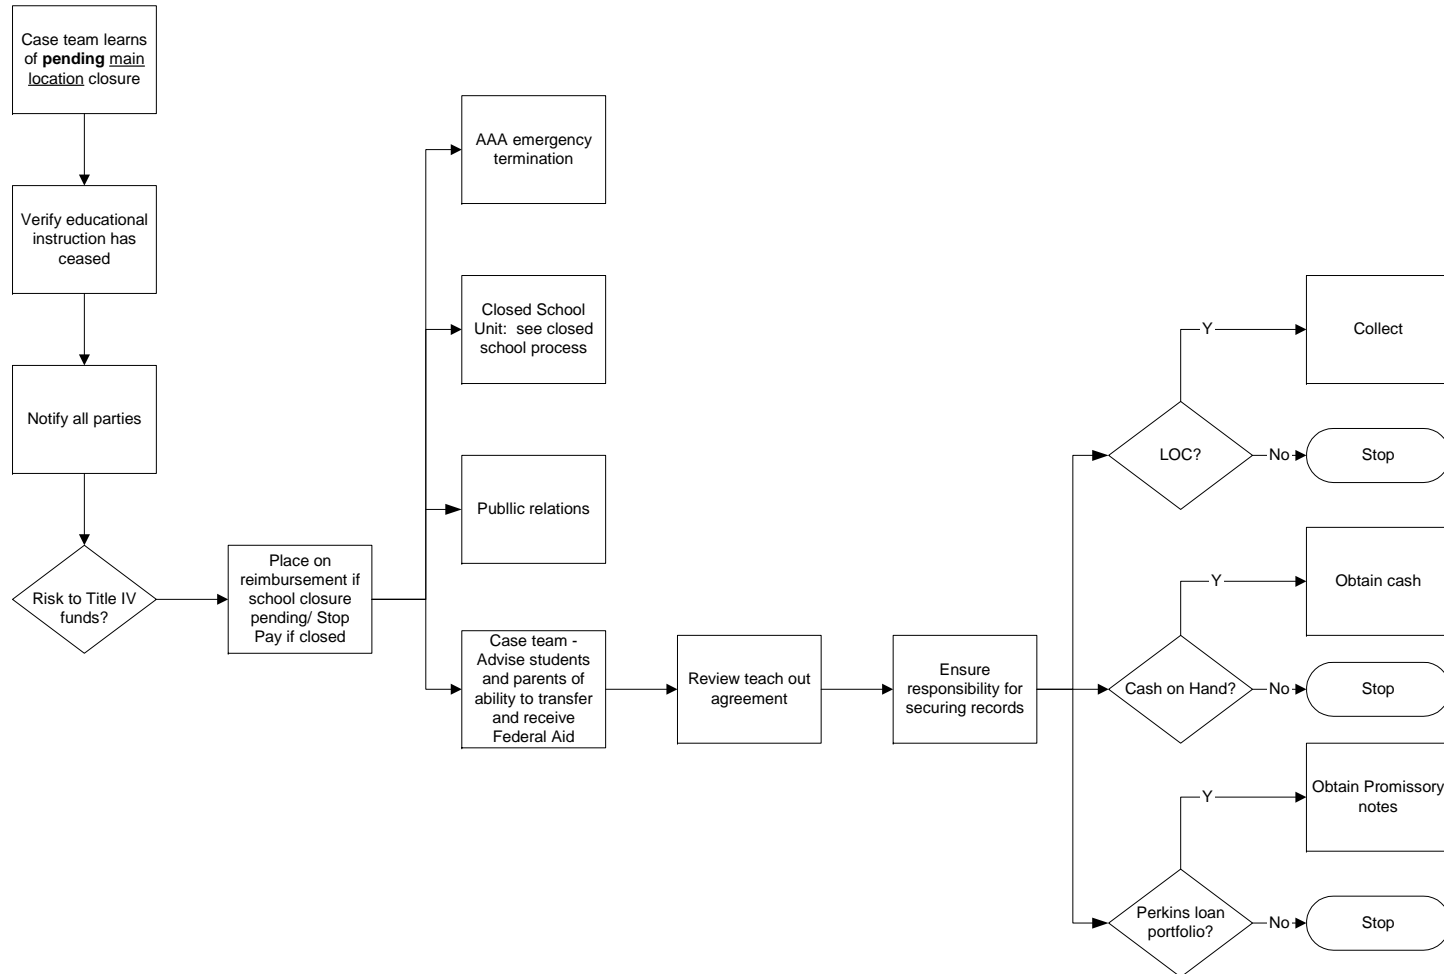 Case team learns
of pending main
location closure
Verify educational
instruction has
ceased
Notify all parties
Risk to Title IV
funds?
Place on
reimbursement if
school closure
pending/ Stop
Pay if closed
AAA emergency
termination
Closed School
Unit:  see closed
school process
Publlic relations
Case team -
Advise students
and parents of
ability to transfer
and receive
Federal Aid
Review teach out
agreement
Ensure
responsibility for
securing records
LOC?
Y
Collect
No
Stop
Cash on Hand?
Y
Obtain cash
No
Stop
Perkins loan
portfolio?
Y
Obtain Promissory
notes
No
Stop